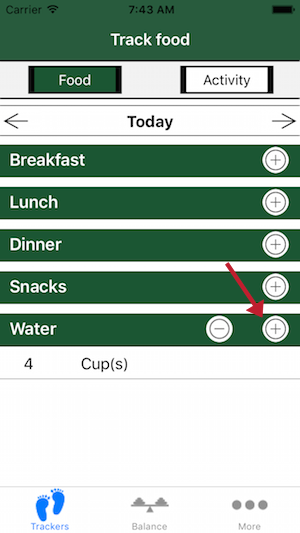 Carrier 7:43 AM
Track food
Food Activity
Today
Breakfast
Lunch
Dinner
Snacks
Water
4 Cup(s)
Trackers Balance More